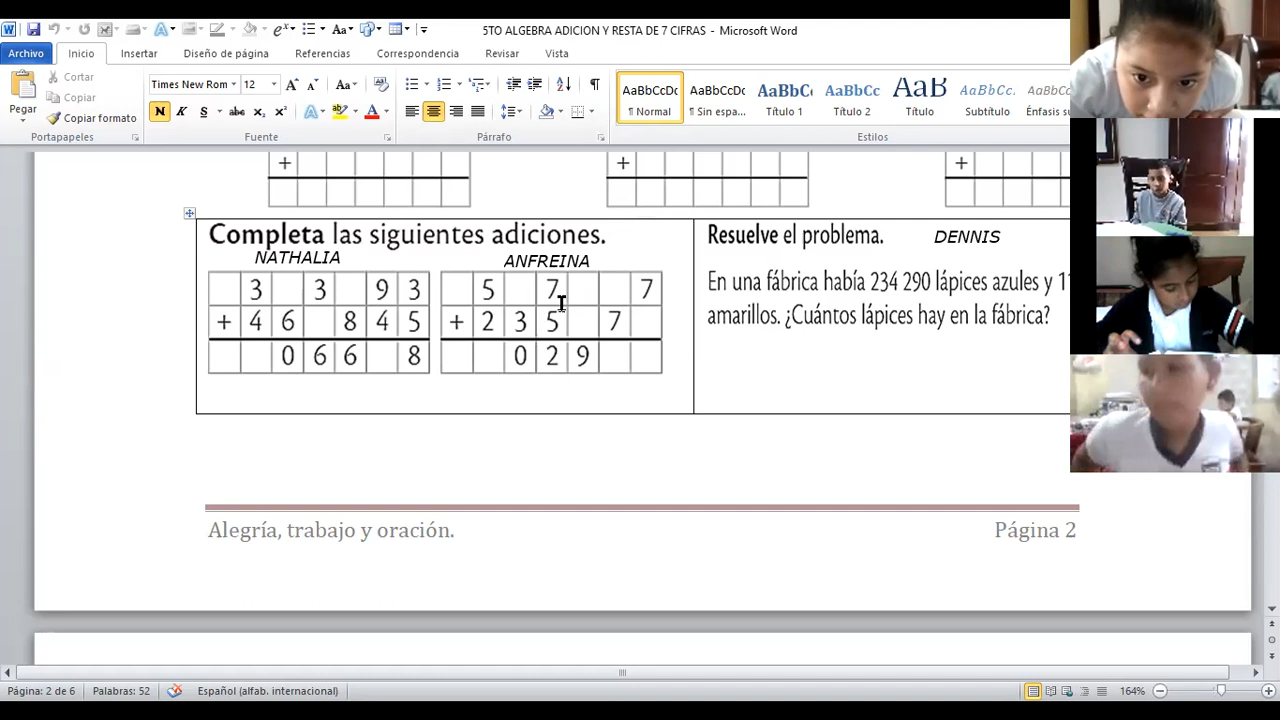 5TO ALGEBRA ADICION Y RESTA DE 7 CIFRAS - Microsoft Word
Archivo Inicio Insertar Diseño de página Referencias Correspondencia Revisar Vista
Pegar
Cortar
Copiar
Copiar formato
Portapapeles
Times New Rom 12
N K S abc x₂ x²
Fuente
Párrafo
AaBbCcDc AaBbCcDc AaBbC AaBbCc AaB AaBbCc. AaBbCcD
¶ Normal ¶ Sin espa... Título 1 Título 2 Título Subtítulo Énfasis
Estilos
+ + +
Completa las siguientes adiciones.
NATHALIA
3 3 9 3
+ 4 6 8 4 5
0 6 6 8
ANFREINA
5 7 7
+ 2 3 5 7
0 2 9
Resuelve el problema. DENNIS
En una fábrica había 234 290 lápices azules y
amarillos. ¿Cuántos lápices hay en la fábrica?
Alegría, trabajo y oración. Página 2
Página: 2 de 6 Palabras: 52 Español (alfab. internacional) 164%